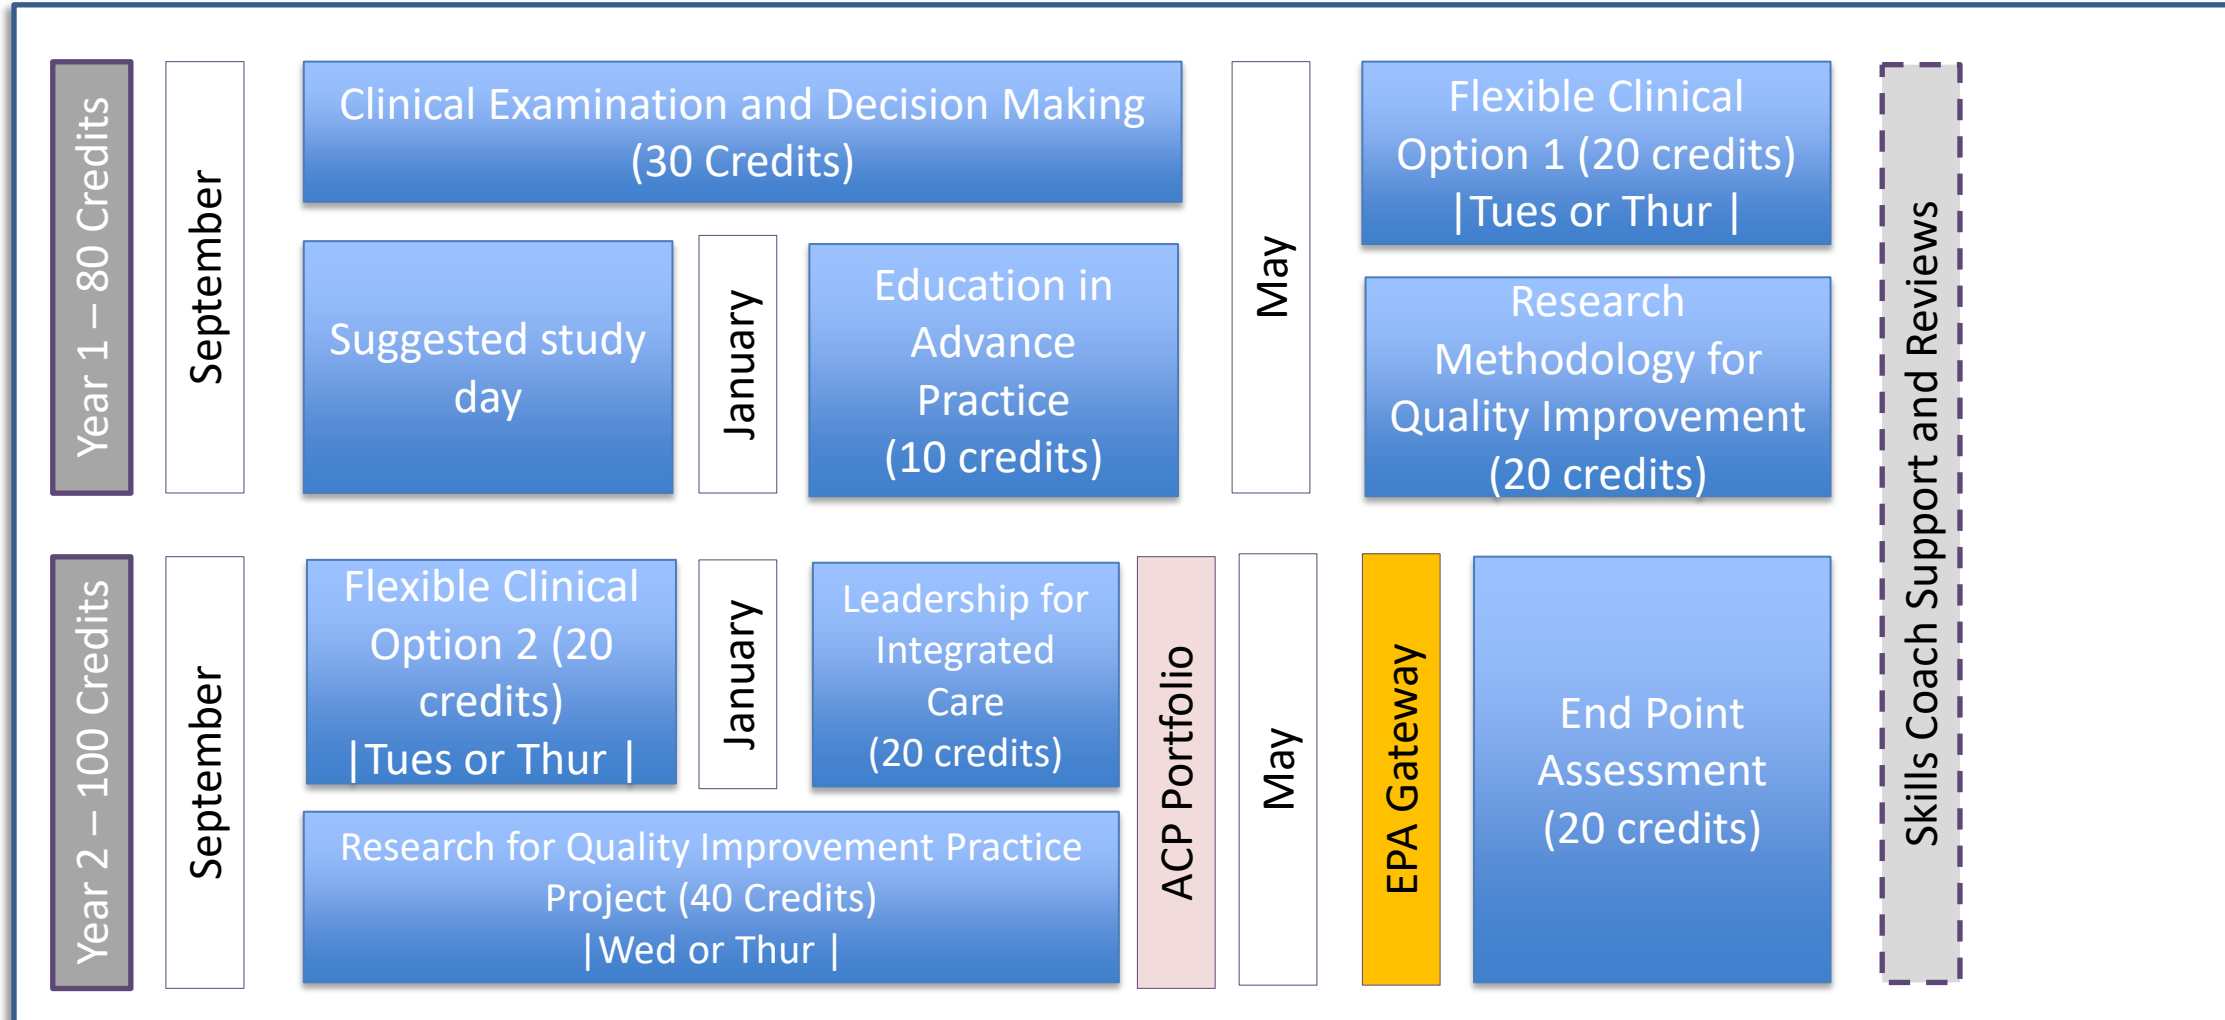 Year 1 – 80 Credits
September
Clinical Examination and Decision Making
(30 Credits)
Suggested study
day
January
Education in
Advance
Practice
(10 credits)
May
Flexible Clinical
Option 1 (20 credits)
|Tues or Thur |
Research
Methodology for
Quality Improvement
(20 credits)
Skills Coach Support and Reviews
Year 2 – 100 Credits
September
Flexible Clinical
Option 2 (20
credits)
|Tues or Thur |
January
Leadership for
Integrated
Care
(20 credits)
Research for Quality Improvement Practice
Project (40 Credits)
|Wed or Thur |
ACP Portfolio
May
EPA Gateway
End Point
Assessment
(20 credits)